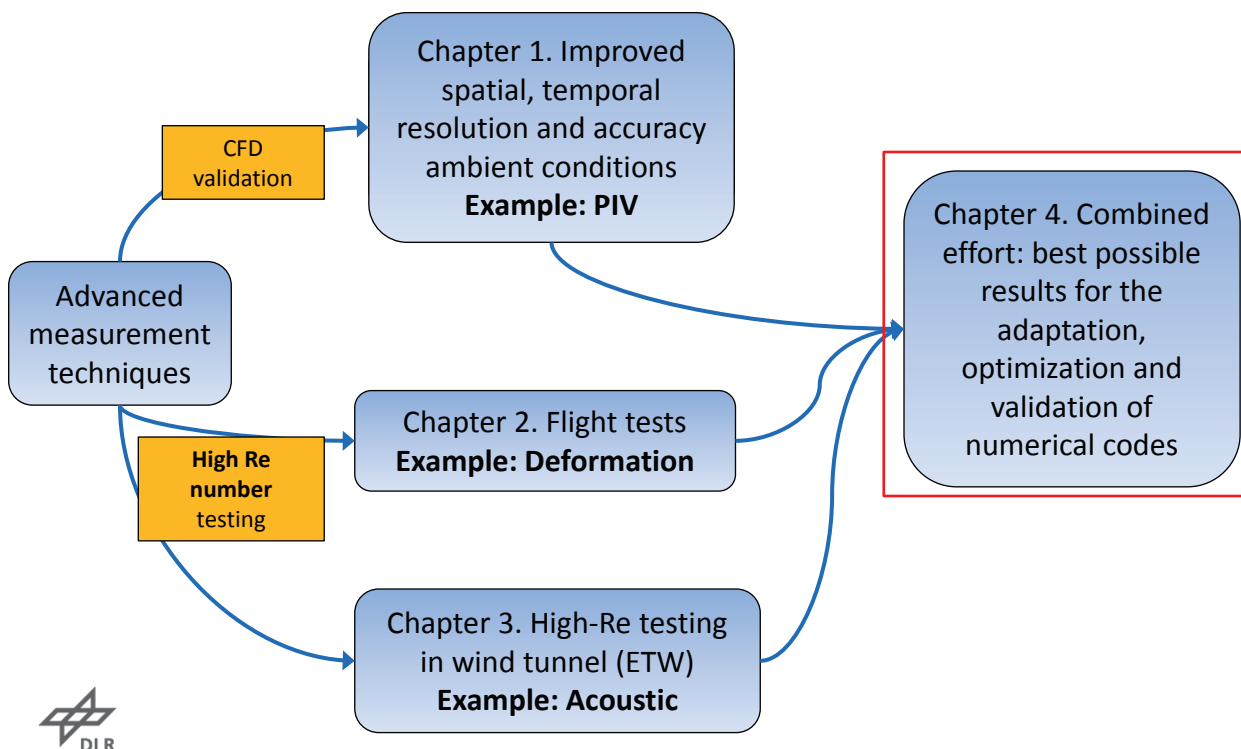 Chapter 1. Improved
spatial, temporal
resolution and accuracy
ambient conditions
Example: PIV
CFD
validation
Advanced
measurement
techniques
Chapter 4. Combined
effort: best possible
results for the
adaptation,
optimization and
validation of
numerical codes
Chapter 2. Flight tests
Example: Deformation
High Re
number
testing
Chapter 3. High-Re testing
in wind tunnel (ETW)
Example: Acoustic
DLR